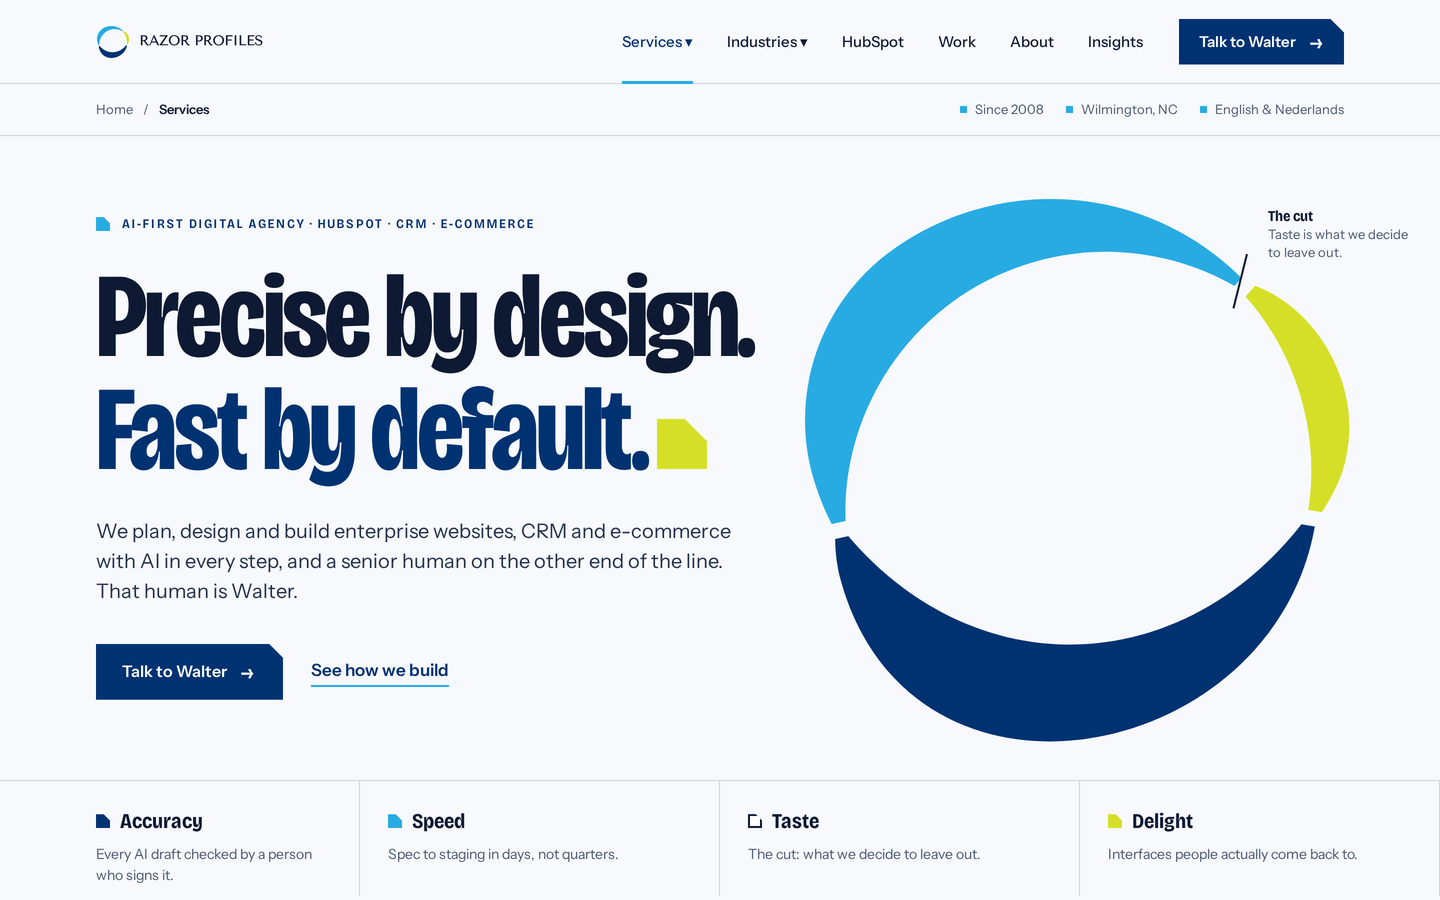 RAZOR PROFILES
Services ▾ Industries ▾ HubSpot Work About Insights Talk to Walter →
Home / Services
Since 2008 Wilmington, NC English & Nederlands
AI-FIRST DIGITAL AGENCY · HUBSPOT · CRM · E-COMMERCE
Precise by design.
Fast by default.
We plan, design and build enterprise websites, CRM and e-commerce
with AI in every step, and a senior human on the other end of the line.
That human is Walter.
Talk to Walter → See how we build
The cut
Taste is what we decide
to leave out.
Accuracy
Every AI draft checked by a person
who signs it.
Speed
Spec to staging in days, not quarters.
Taste
The cut: what we decide to leave out.
Delight
Interfaces people actually come back to.